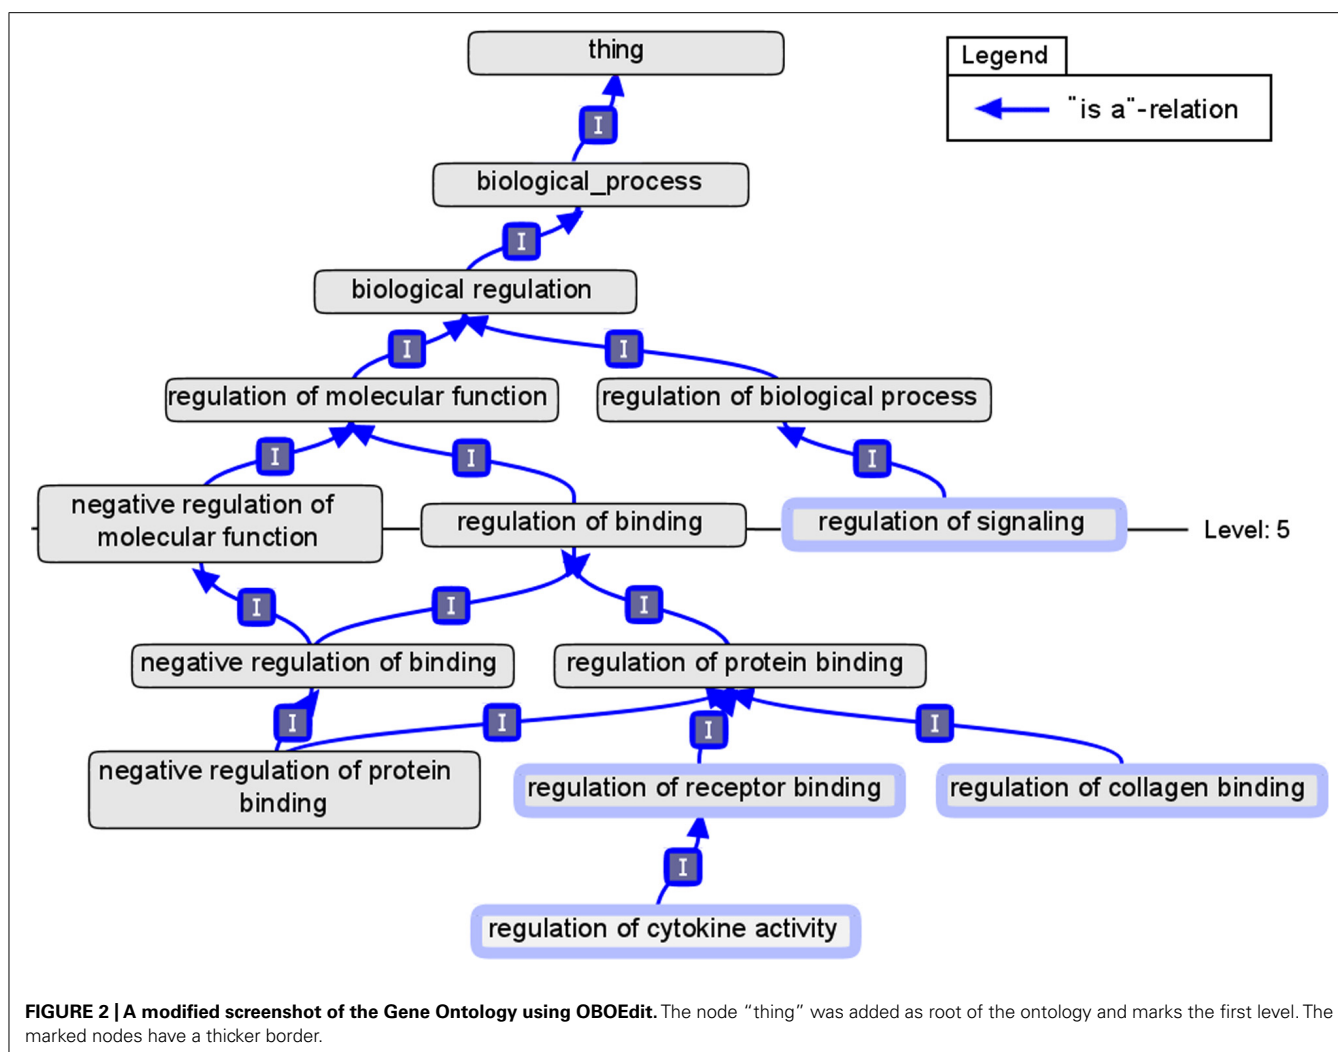 thing
Legend
I
"is a"-relation
biological_process
I
biological regulation
I
I
regulation of molecular function
regulation of biological process
I
I
I
negative regulation of
molecular function
regulation of binding
regulation of signaling
Level: 5
I
I
I
negative regulation of binding
regulation of protein binding
I
I
I
I
negative regulation of protein
binding
regulation of receptor binding
regulation of collagen binding
I
regulation of cytokine activity
FIGURE 2 | A modified screenshot of the Gene Ontology using OBOEdit. The node “thing” was added as root of the ontology and marks the first level. The
marked nodes have a thicker border.